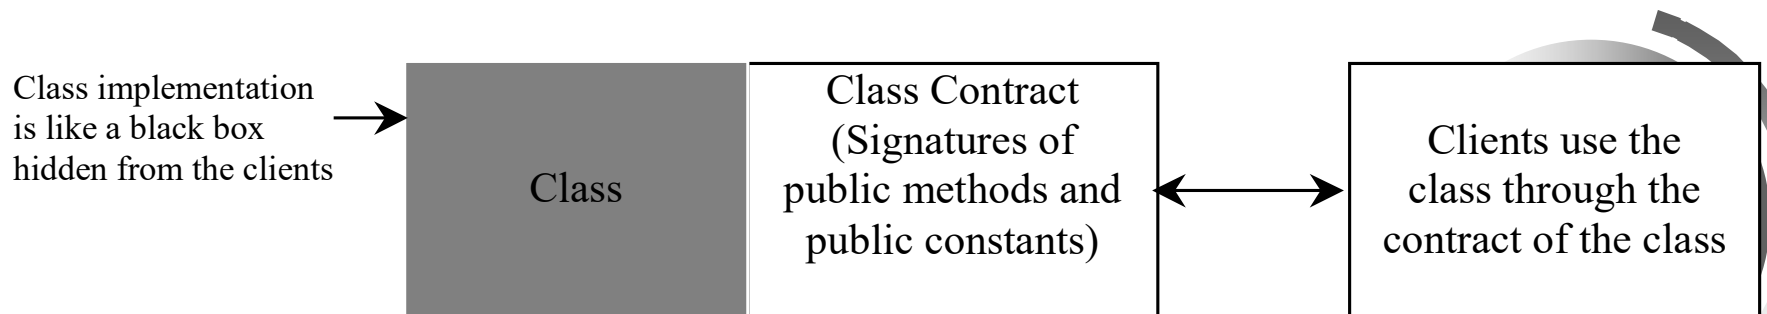 Class implementation
is like a black box
hidden from the clients
Class
Class Contract
(Signatures of
public methods and
public constants)
Clients use the
class through the
contract of the class